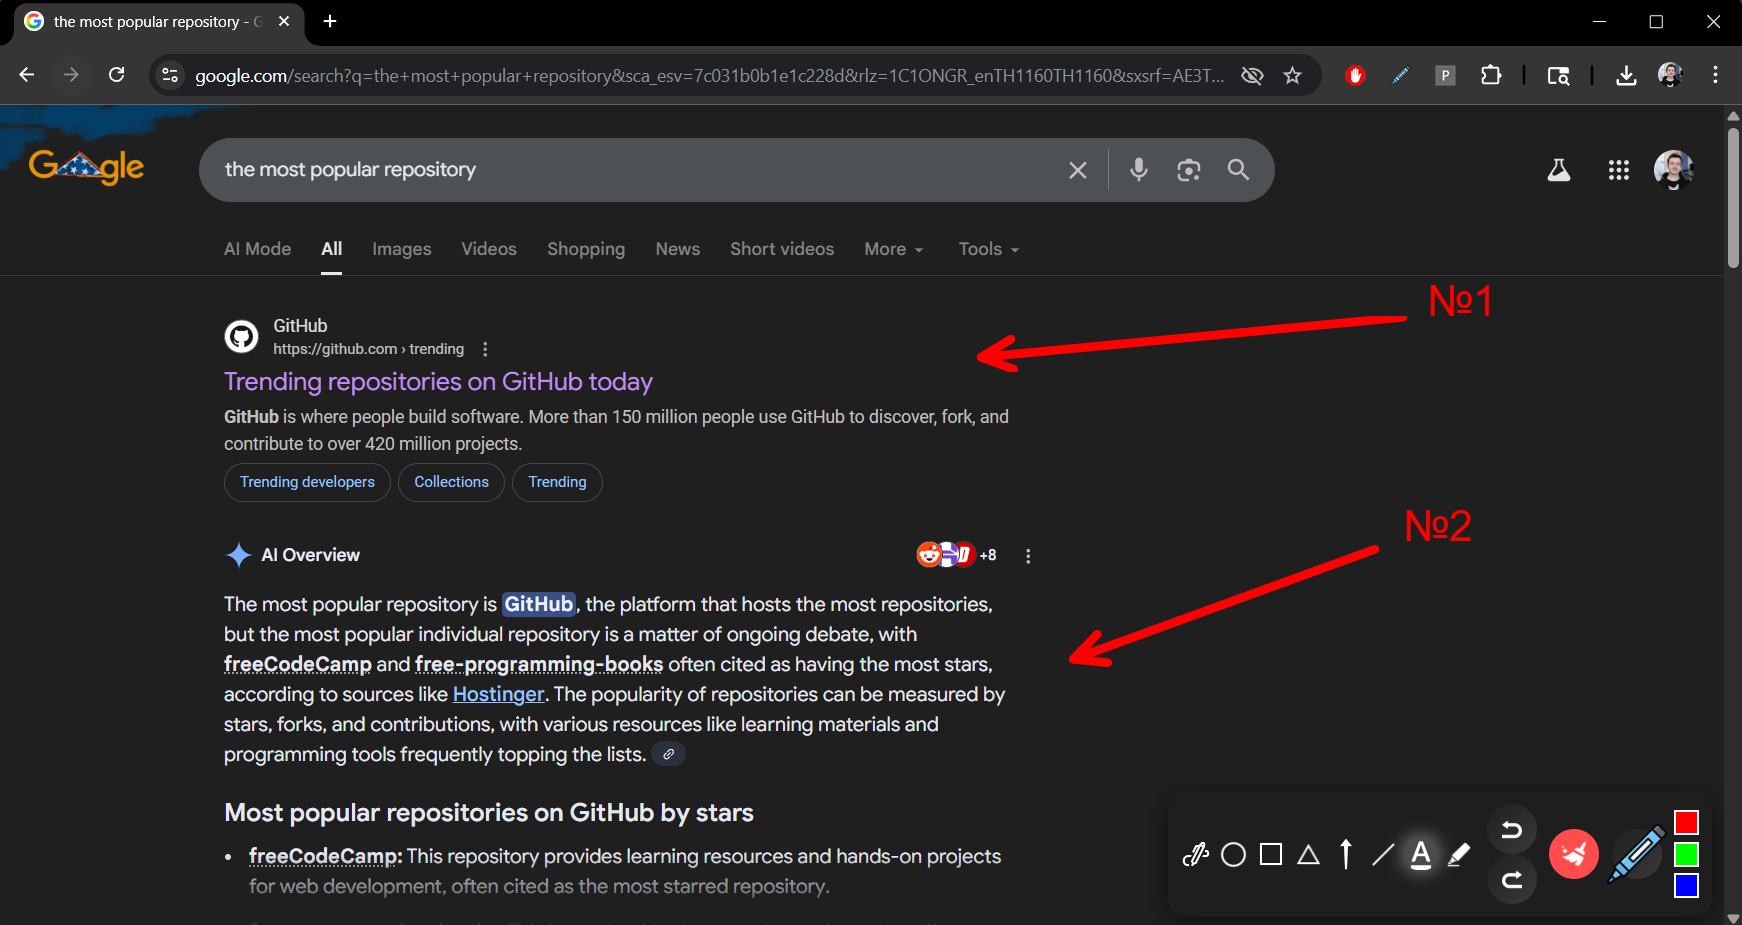 the most popular repository - G
google.com/search?q=the+most+popular+repository&sca_esv=7c031b0b1e1c228d&rlz=1C1ONGR_enTH1160TH1160&sxsrf=AE3T...
P
Google
the most popular repository
AI Mode All Images Videos Shopping News Short videos More Tools
№1
GitHub
https://github.com › trending
Trending repositories on GitHub today
GitHub is where people build software. More than 150 million people use GitHub to discover, fork, and
contribute to over 420 million projects.
Trending developers Collections Trending
№2
AI Overview +8
The most popular repository is GitHub, the platform that hosts the most repositories,
but the most popular individual repository is a matter of ongoing debate, with
freeCodeCamp and free-programming-books often cited as having the most stars,
according to sources like Hostinger. The popularity of repositories can be measured by
stars, forks, and contributions, with various resources like learning materials and
programming tools frequently topping the lists.
Most popular repositories on GitHub by stars
• freeCodeCamp: This repository provides learning resources and hands-on projects
for web development, often cited as the most starred repository.
A